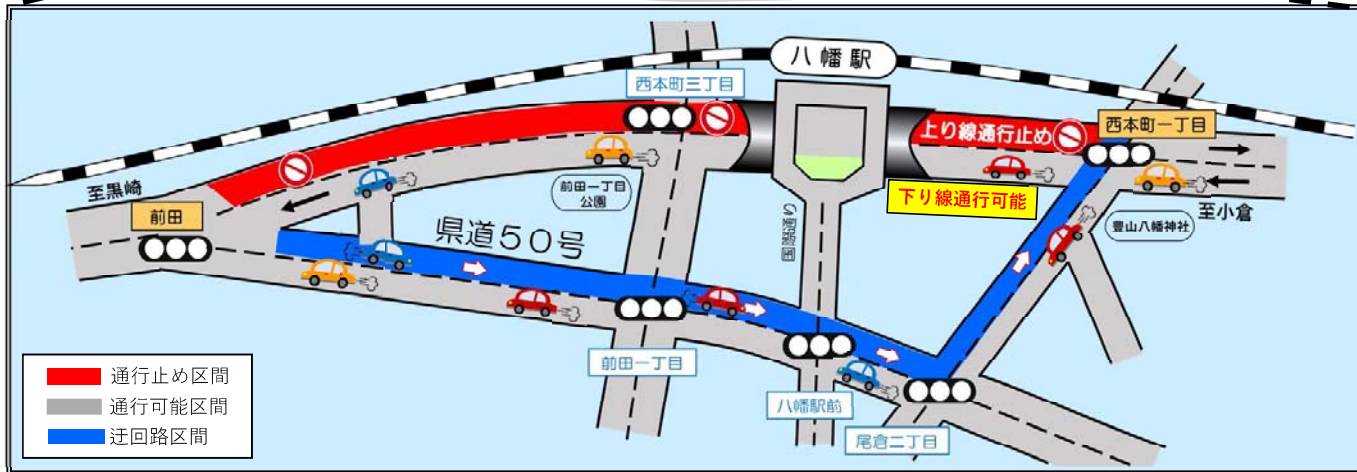 八幡駅
西本町三丁目
上り線通行止め
西本町一丁目
至黒崎
前田一丁目
公園
下り線通行可能
前田
県道50号
至小倉
豊山八幡神社
前田一丁目
八幡駅前
尾倉二丁目
通行止め区間
通行可能区間
迂回路区間